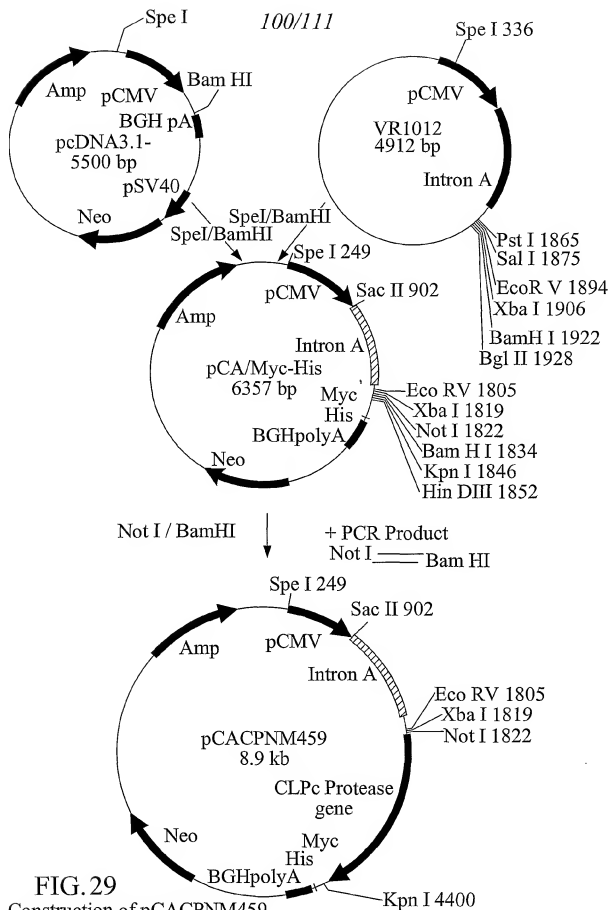 100/111
Spe I
Amp
pCMV
Bam HI
BGH pA
pcDNA3.1-
5500 bp
pSV40
Neo
SpeI/BamHI
Spe I 336
pCMV
VR1012
4912 bp
Intron A
Pst I 1865
Sal I 1875
EcoR V 1894
Xba I 1906
BamH I 1922
Bgl II 1928
SpeI/BamHI
Spe I 249
pCMV
Sac II 902
Amp
Intron A
pCA/Myc-His
6357 bp
Myc
His
BGHpolyA
Neo
Eco RV 1805
Xba I 1819
Not I 1822
Bam H I 1834
Kpn I 1846
Hin DIII 1852
Not I / BamHI
+ PCR Product
Not I
Bam HI
Spe I 249
Sac II 902
pCMV
Amp
Intron A
Eco RV 1805
Xba I 1819
Not I 1822
pCACPNM459
8.9 kb
CLPc Protease
gene
Neo
Myc
His
BGHpolyA
Kpn I 4400
FIG.29
Construction of pCACPNM459